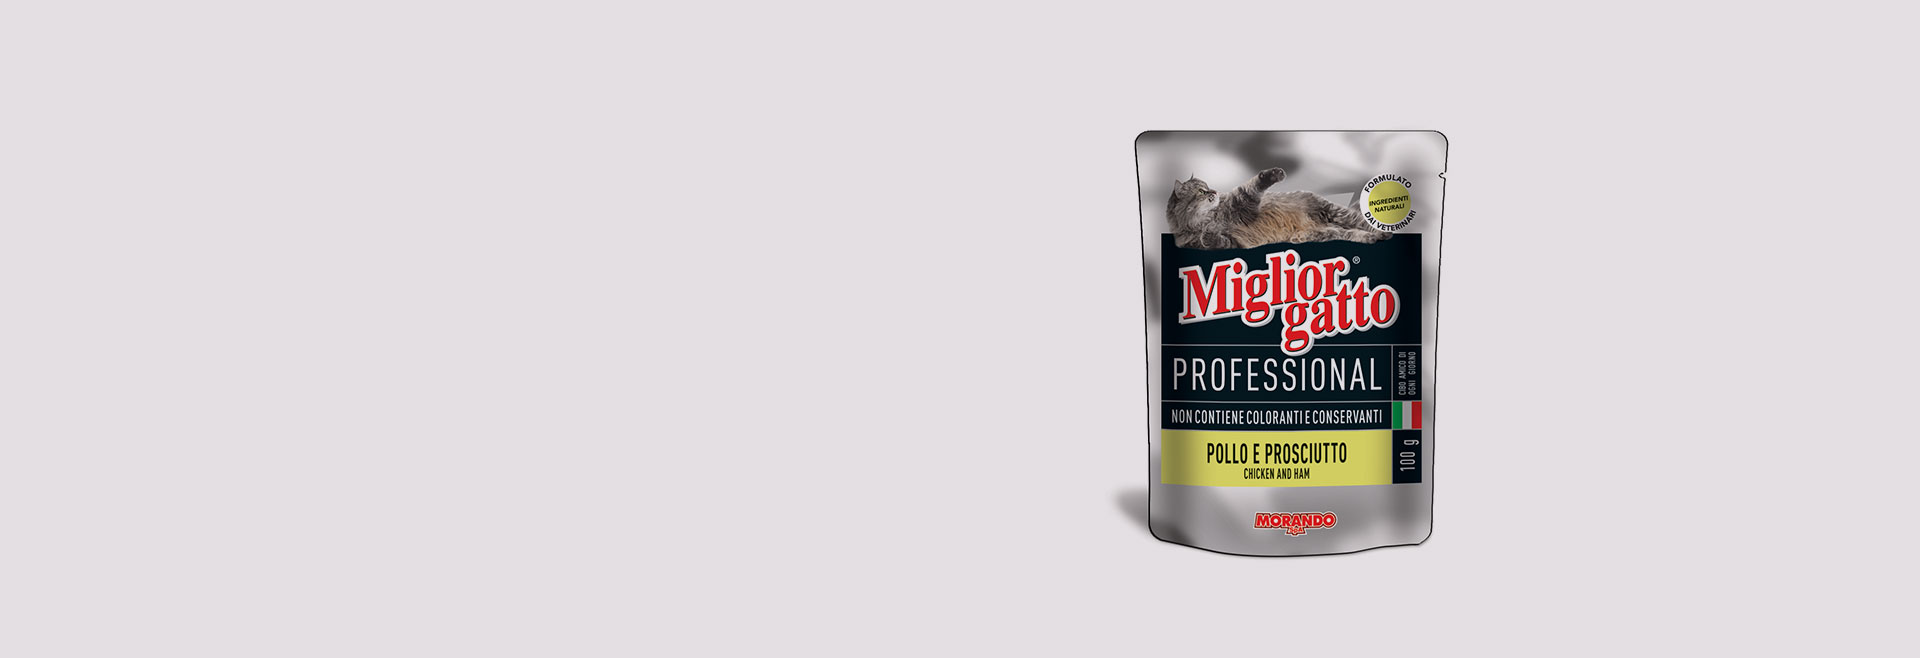 FORMULATO
INGREDIENTI
NATURALI
DAI VETERINARI
Miglior®
gatto
PROFESSIONAL
CIBO AMICO DI
OGNI GIORNO
NON CONTIENE COLORANTI E CONSERVANTI
POLLO E PROSCIUTTO
CHICKEN AND HAM
100 g
MORANDO
SPA